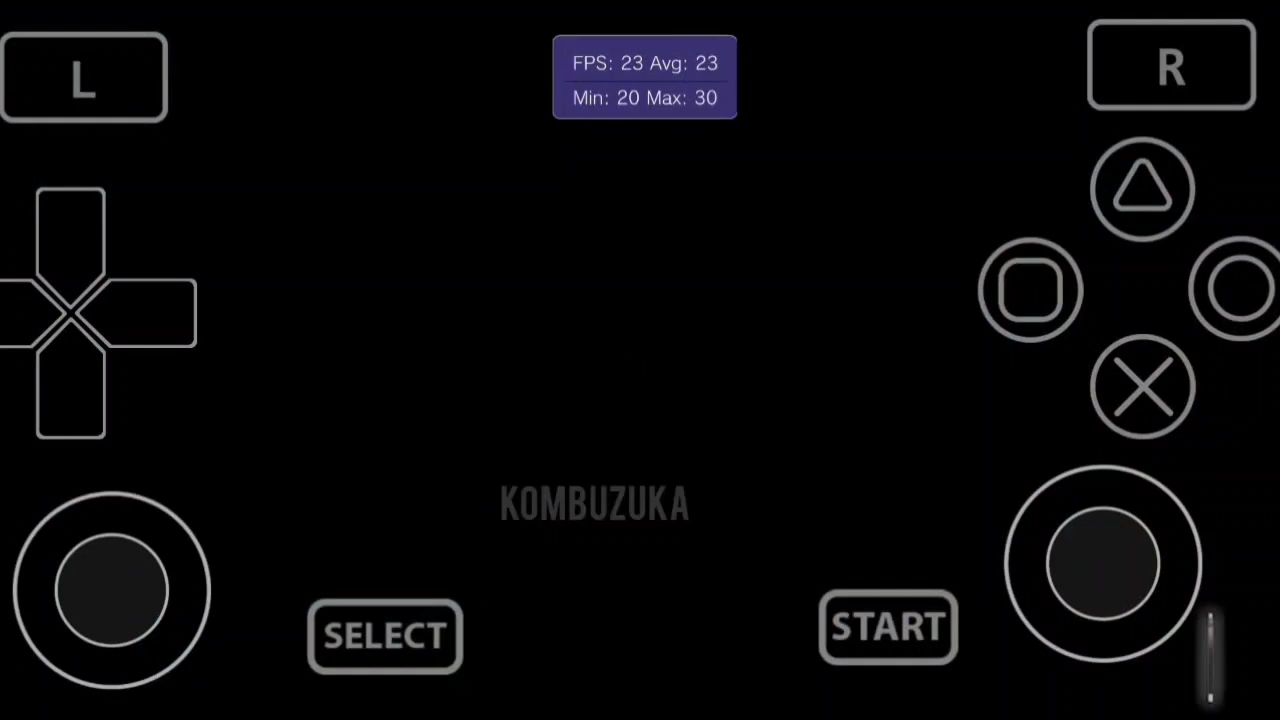 L
FPS: 23 Avg: 23
Min: 20 Max: 30
R
KOMBUZUKA
SELECT
START